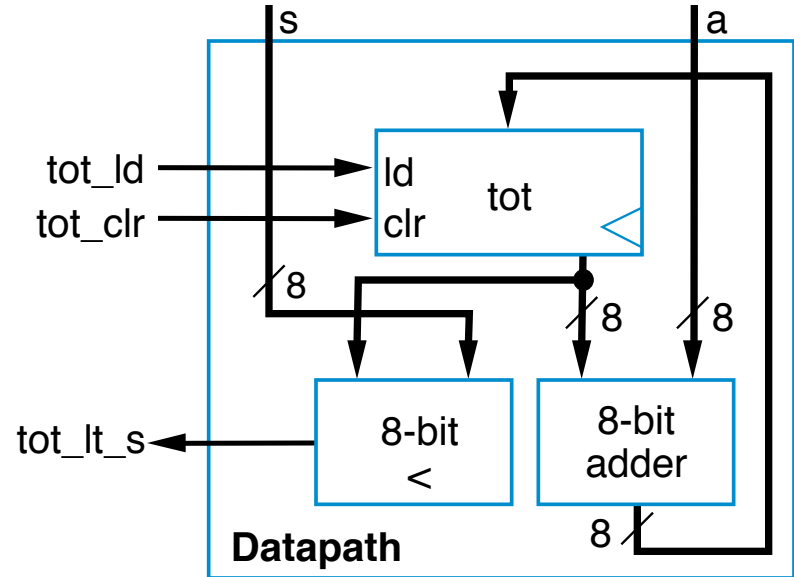 s
a
tot_ld
ld
tot
tot_clr
clr
8
8
8
8-bit
<
8-bit
adder
tot_lt_s
8
Datapath